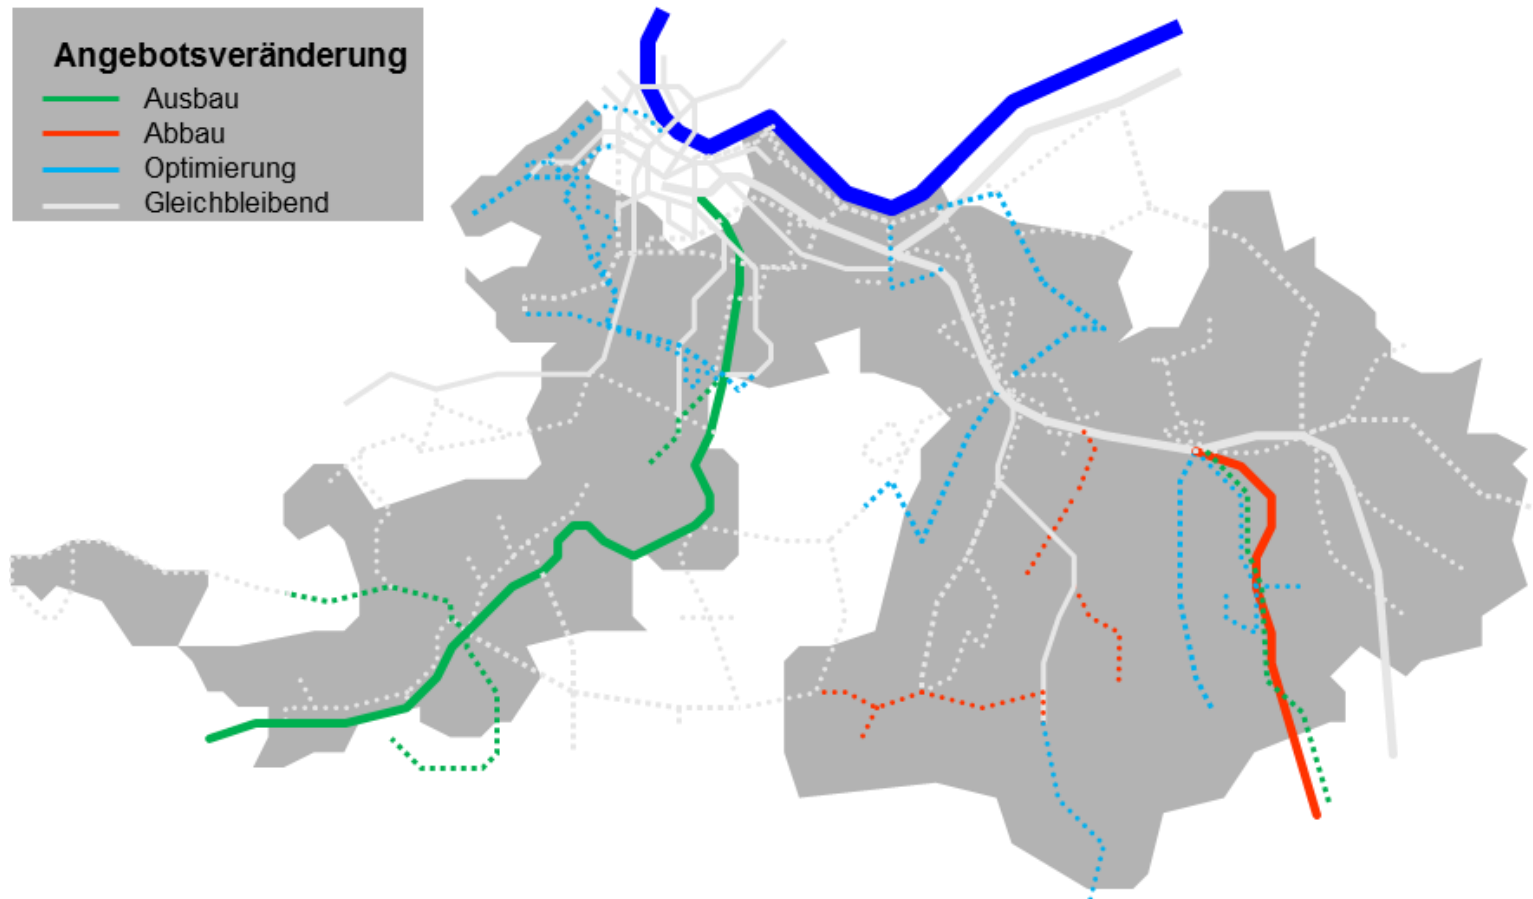 Angebotsveränderung
Ausbau
Abbau
Optimierung
Gleichbleibend